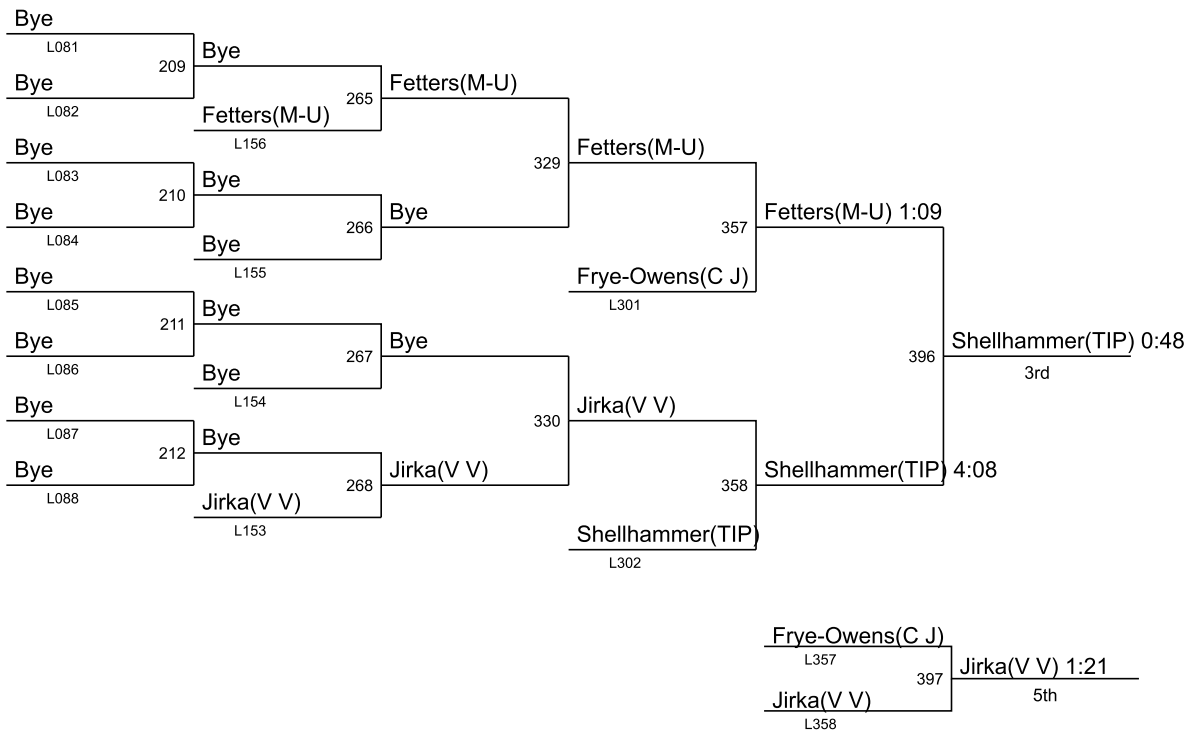 Bye
L081
Bye
209
Bye
Fetters(M-U)
265
Bye
L082
Fetters(M-U)
L156
Bye
L083
Fetters(M-U)
329
Bye
210
Bye
L084
Bye
266
Fetters(M-U) 1:09
357
Bye
L155
Bye
L085
Frye-Owens(C J)
L301
Bye
211
Bye
L086
Bye
267
Shellhammer(TIP) 0:48
396
3rd
Bye
L154
Bye
L087
Jirka(V V)
330
Bye
212
Bye
L088
Jirka(V V)
268
Shellhammer(TIP) 4:08
358
Jirka(V V)
L153
Shellhammer(TIP)
L302
Frye-Owens(C J)
L357
Jirka(V V) 1:21
397
5th
Jirka(V V)
L358